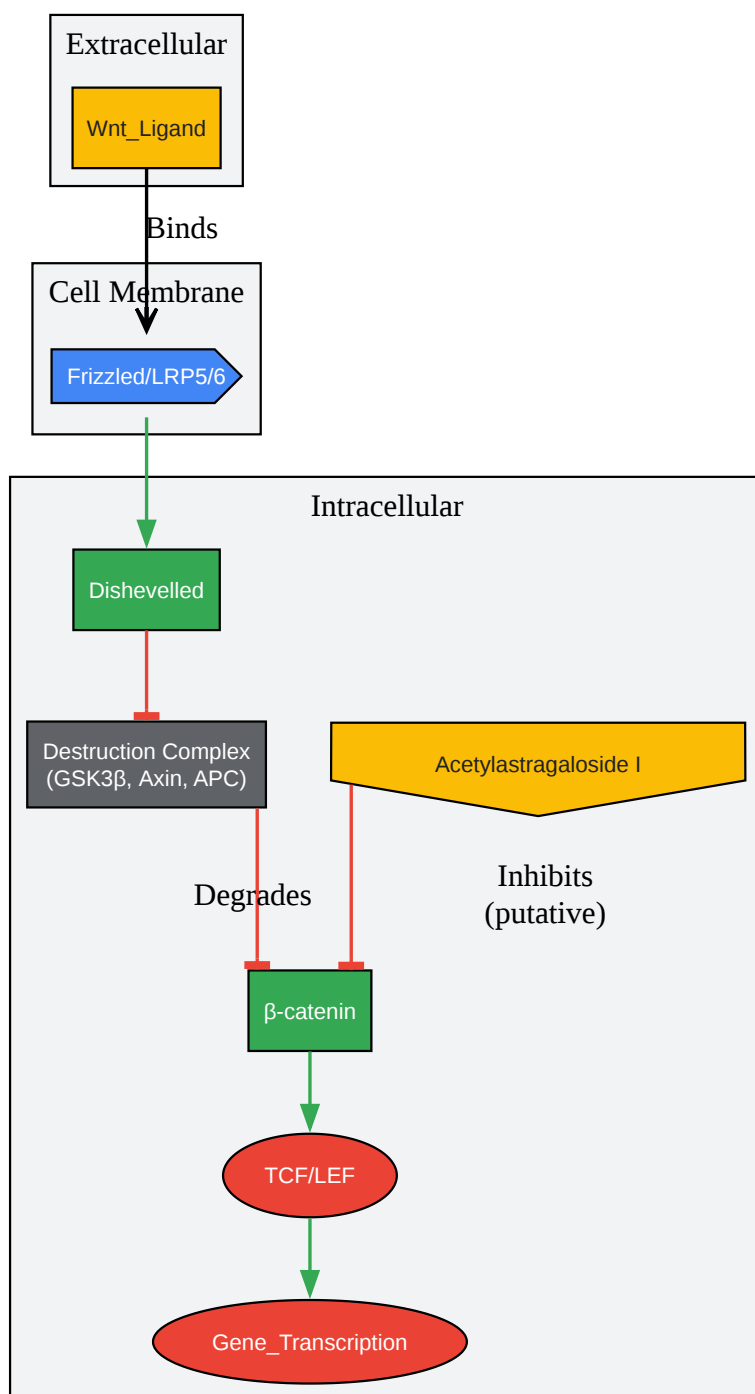 Extracellular
Wnt_Ligand
Binds
Cell Membrane
Frizzled/LRP5/6
Intracellular
Dishevelled
Destruction Complex
(GSK3β, Axin, APC)
Acetylastragaloside I
Degrades
Inhibits
(putative)
β-catenin
TCF/LEF
Gene_Transcription